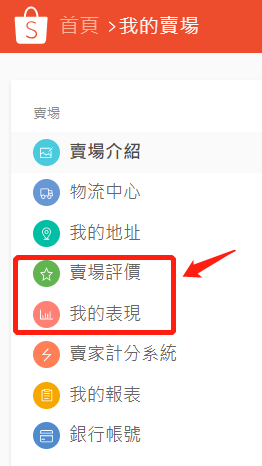 S
首頁 >我的賣場
賣場
賣場介紹
物流中心
我的地址
賣場評價
我的表現
賣家計分系統
我的報表
銀行帳號